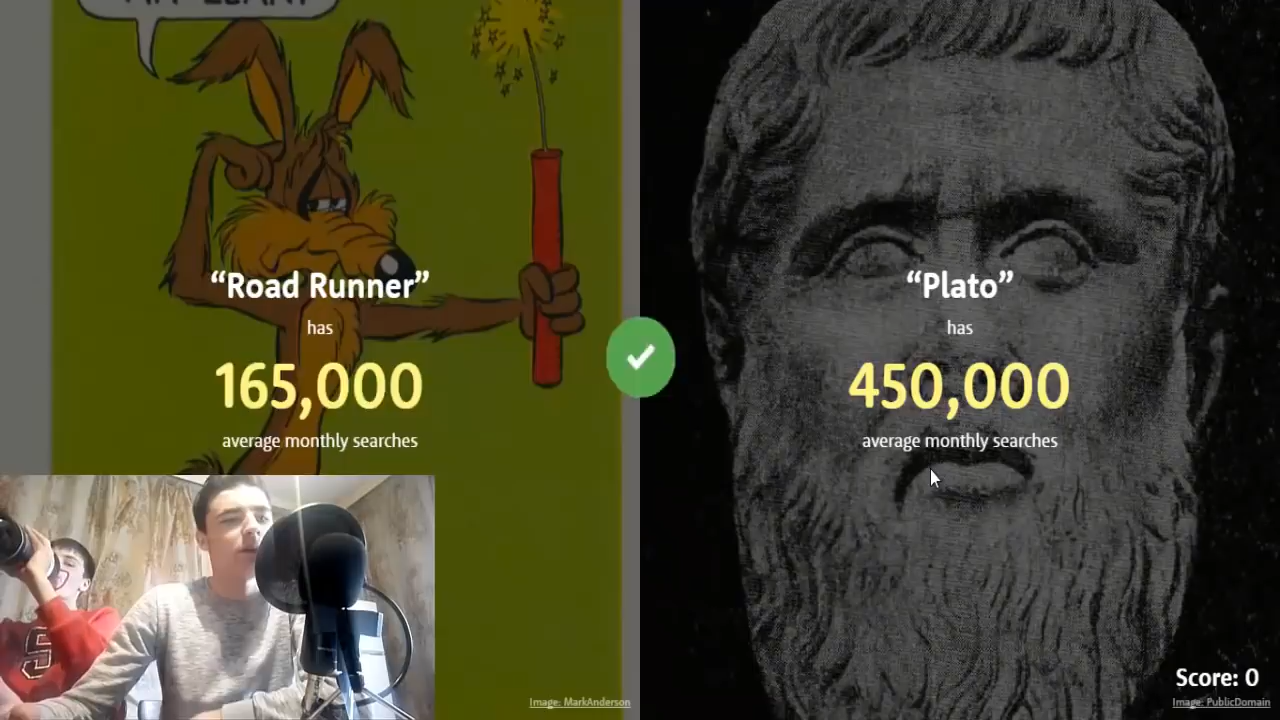 “Road Runner”
has
165,000
average monthly searches
Image: MarkAnderson
“Plato”
has
450,000
average monthly searches
S
Score: 0
Image: PublicDomain